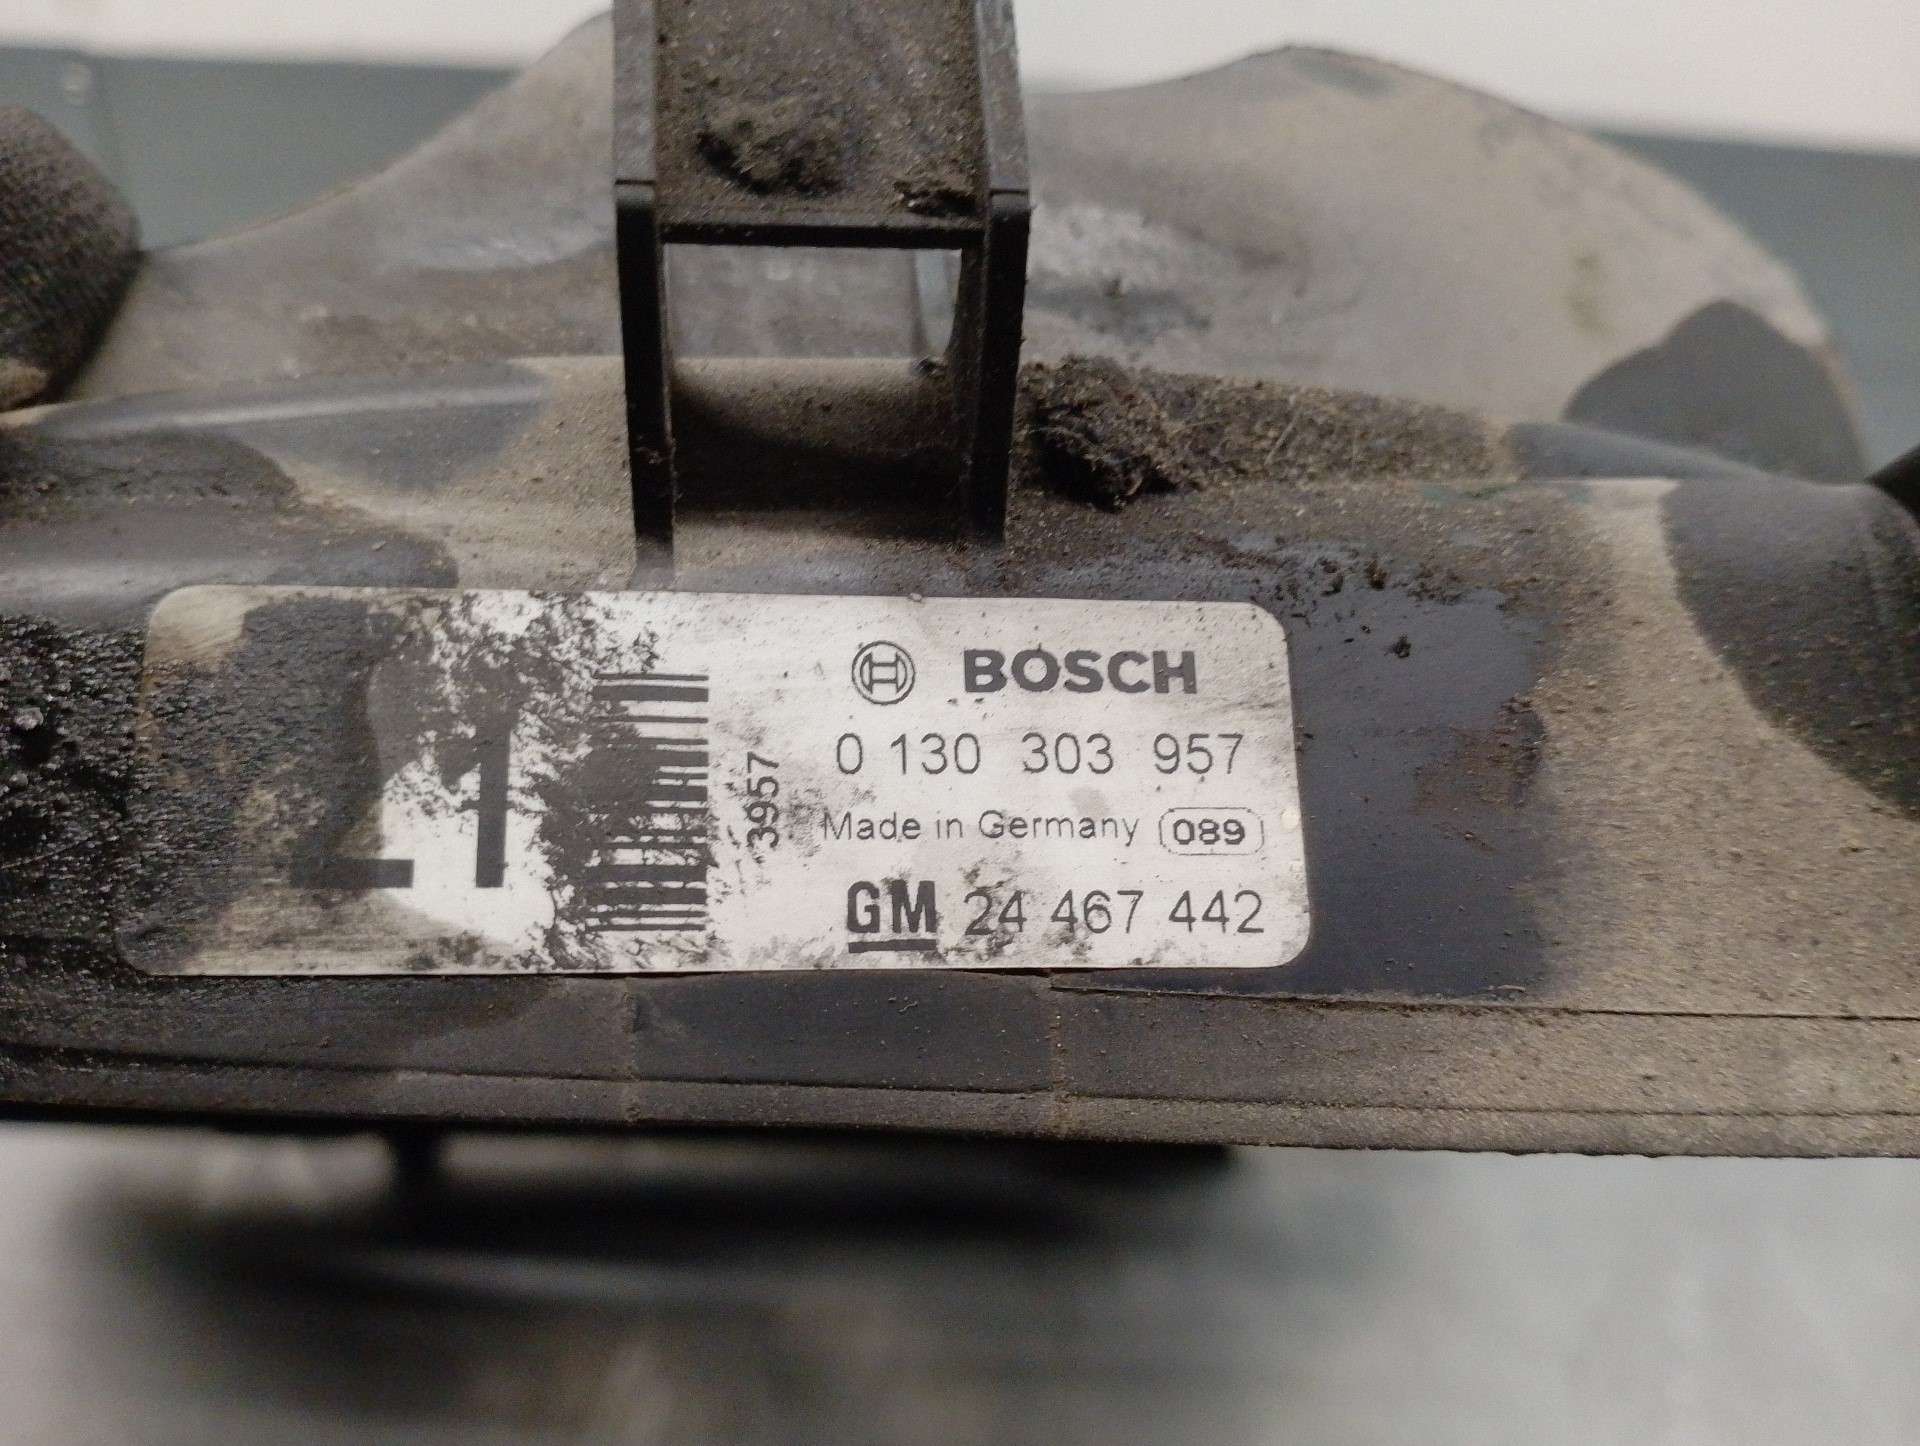 BOSCH
0 130 303 957
Made in Germany 089
GM 24 467 442
3957